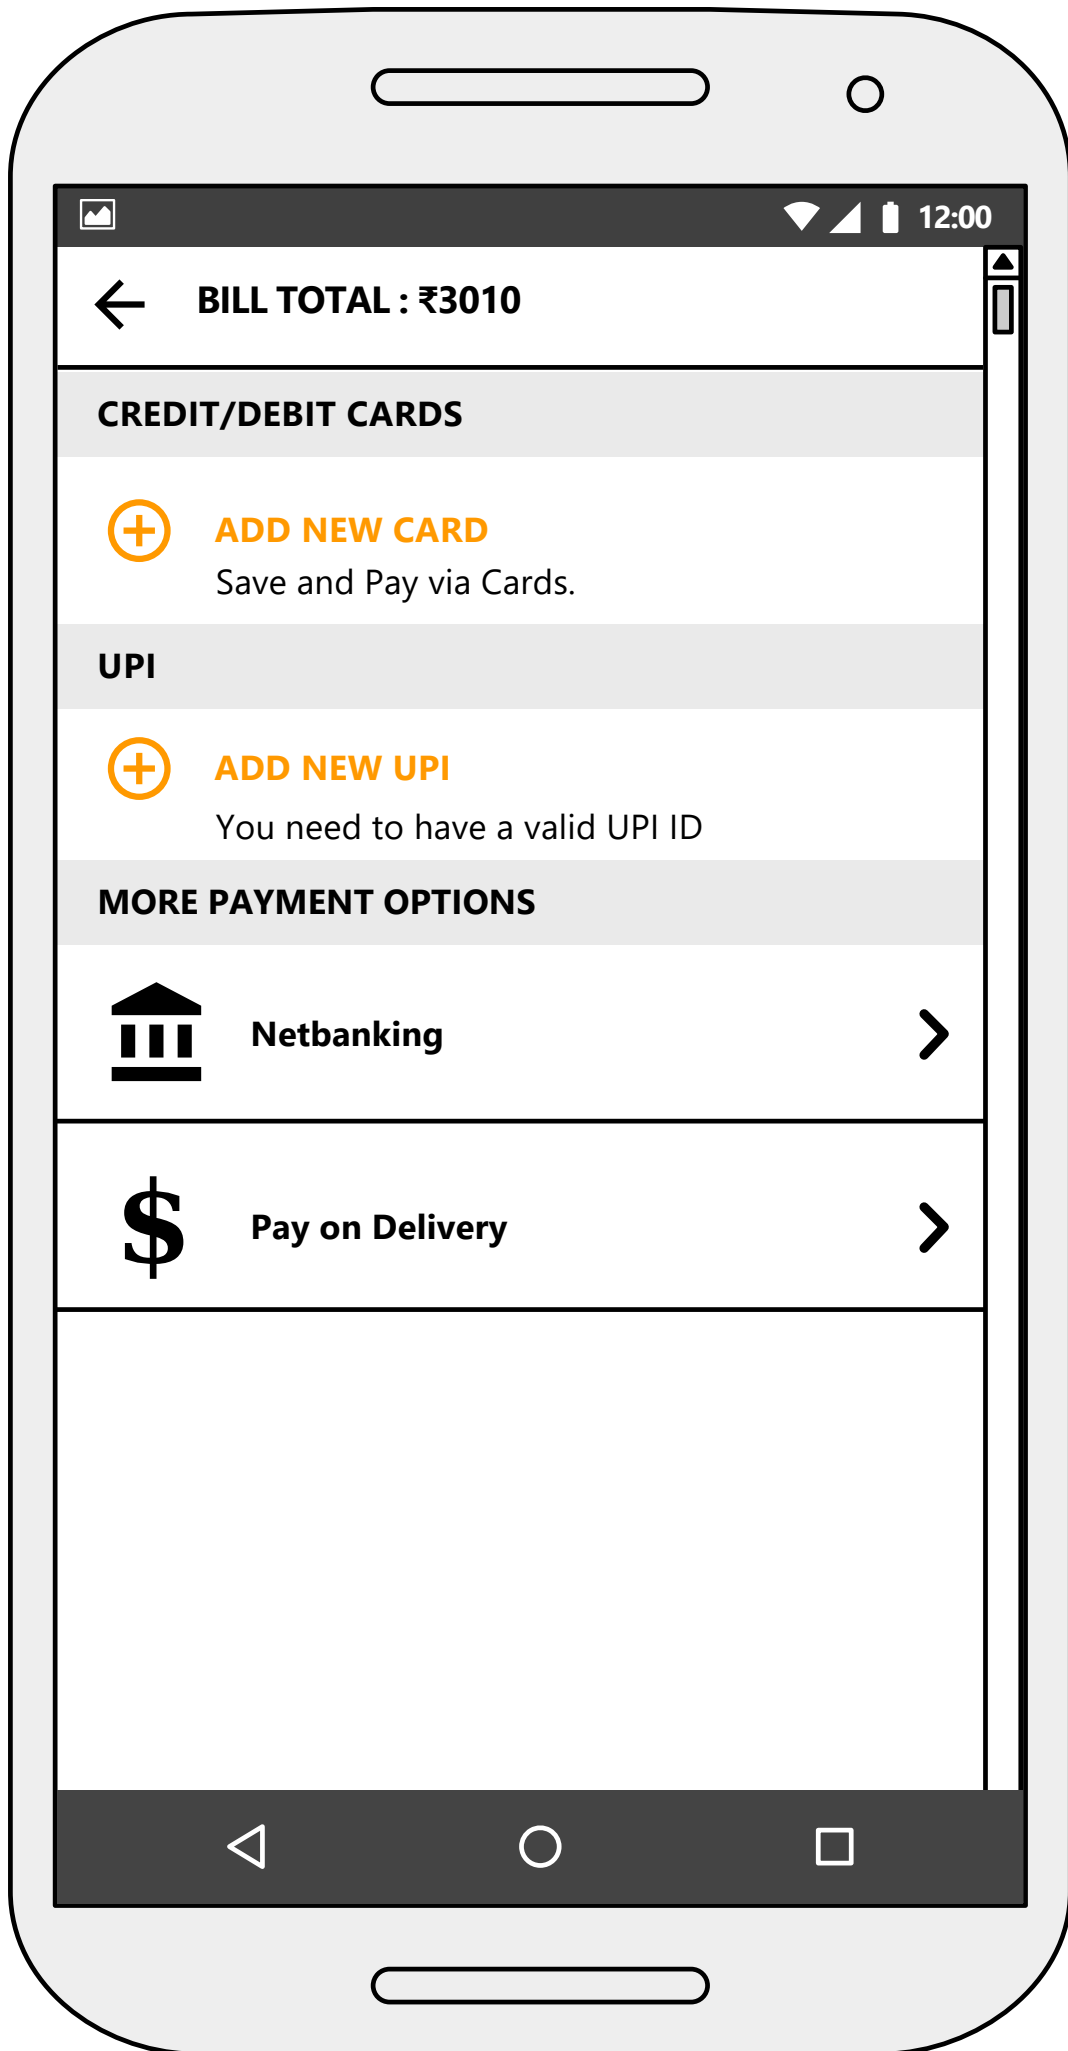 12:00
BILL TOTAL : ₹3010
CREDIT/DEBIT CARDS
ADD NEW CARD
Save and Pay via Cards.
UPI
ADD NEW UPI
You need to have a valid UPI ID
MORE PAYMENT OPTIONS
Netbanking
$ Pay on Delivery